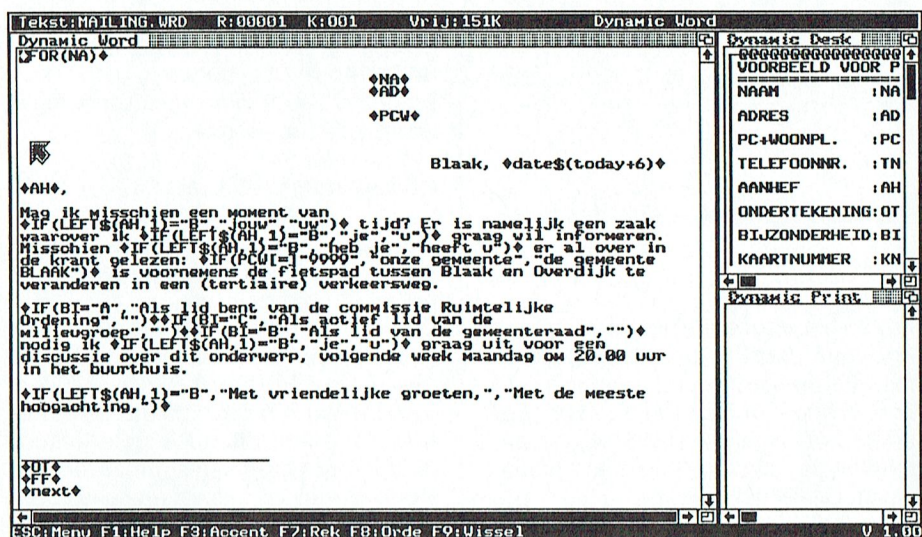 Tekst:MAILING.WRD R:00001 K:001 Vrij:151K Dynamic Word
Dynamic Word
FOR(NA)♦
♦NA♦
♦AD♦
♦PCW♦
Blaak, ♦date$(today+6)♦
♦AH♦,
Mag ik misschien een moment van
♦IF(LEFT$(AH,1)="B","jouw","uw")♦ tijd? Er is namelijk een zaak
waarover ik ♦IF(LEFT$(AH,1)="B","je","u")♦ graag wil informeren.
Missohien ♦IF(LEFT$(AH,1)="B","heb je","heeft u")♦ er al over in
de krant gelezen: ♦IF(PCW[=]"9999","onze gemeente","de gemeente
BLAAK")♦ is voornemens de fietspad tussen Blaak en Overdijk te
veranderen in een (tertiaire) verkeersweg.
♦IF(BI="A","Als lid bent van de commissie Ruimtelijke
Ordening","")♦♦IF(BI="C","Als actief lid van de
milieugroep","")♦♦IF(BI="B","Als lid van de gemeenteraad","")♦
nodig ik ♦IF(LEFT$(AH,1)="B","je","u")♦ graag uit voor een
discussie over dit onderwerp, volgende week maandag om 20.00 uur
in het buurthuis.
♦IF(LEFT$(AH,1)="B","Met vriendelijke groeten,","Met de meeste
hoogachting,")♦
♦OT♦
♦FF♦
♦next♦
Dynamic Desk
@@@@@@@@@@@@@@@@@@
VOORBEELD VOOR P
==================
NAAM :NA
ADRES :AD
PC+WOONPL. :PC
TELEFOONNR. :TN
AANHEF :AH
ONDERTEKENING:OT
BIJZONDERHEID:BI
KAARTNUMMER :KN
Dynamic Print
ESC:Menu F1:Help F3:Accent F7:Rek F8:Orde F9:Wissel V 1.00